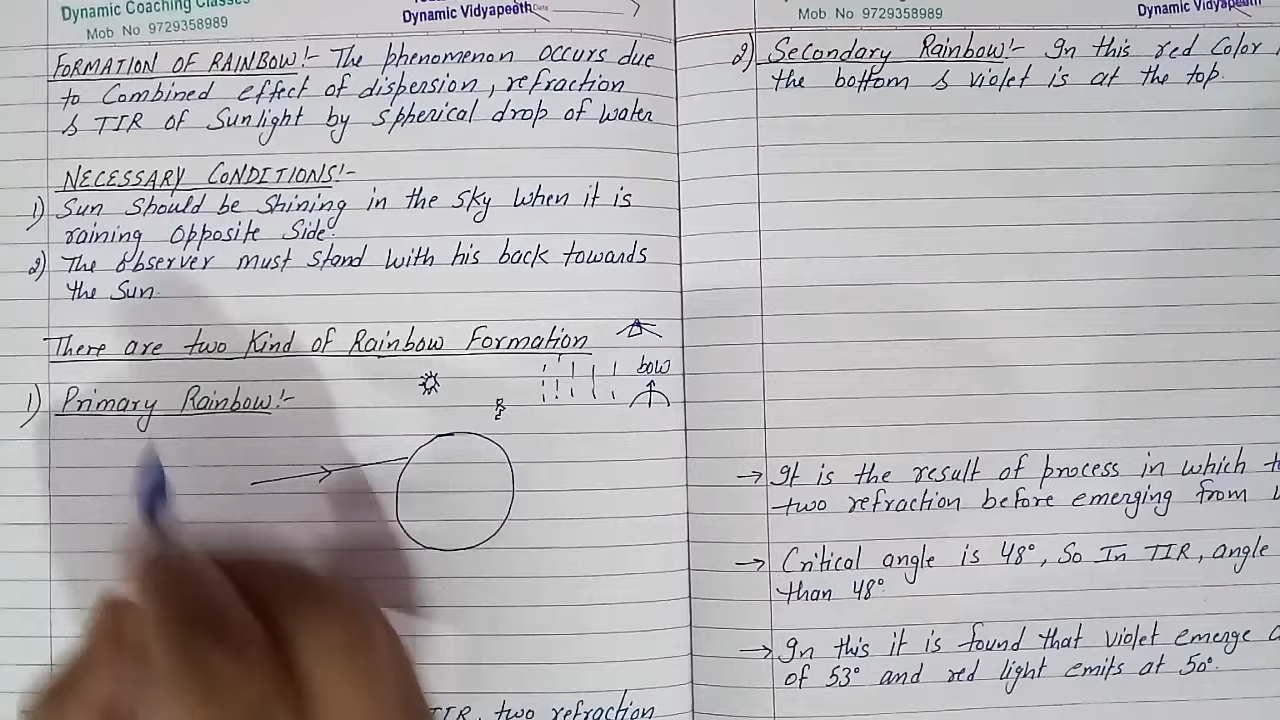 Dynamic Coaching Classes
Mob No 9729358989
Dynamic Vidyapeeth
Date
FORMATION OF RAINBOW!- The phenomenon occurs due
to Combined effect of dispersion, refraction
& TIR of Sunlight by spherical drop of water
NECESSARY CONDITIONS!-
1) Sun should be shining in the sky when it is
raining opposite side.
2) The observer must stand with his back towards
the Sun.
There are two Kind of Rainbow Formation
bow
1) Primary Rainbow!-
TIR, two refraction
Mob No 9729358989
Dynamic Vidyapeeth
2) Secondary Rainbow!- In this red Color
the bottom & violet is at the top.
→ It is the result of process in which
two refraction before emerging from
→ Critical angle is 48°, So In TIR, angle
than 48°.
→ In this it is found that violet emerge
of 53° and red light emits at 50°.